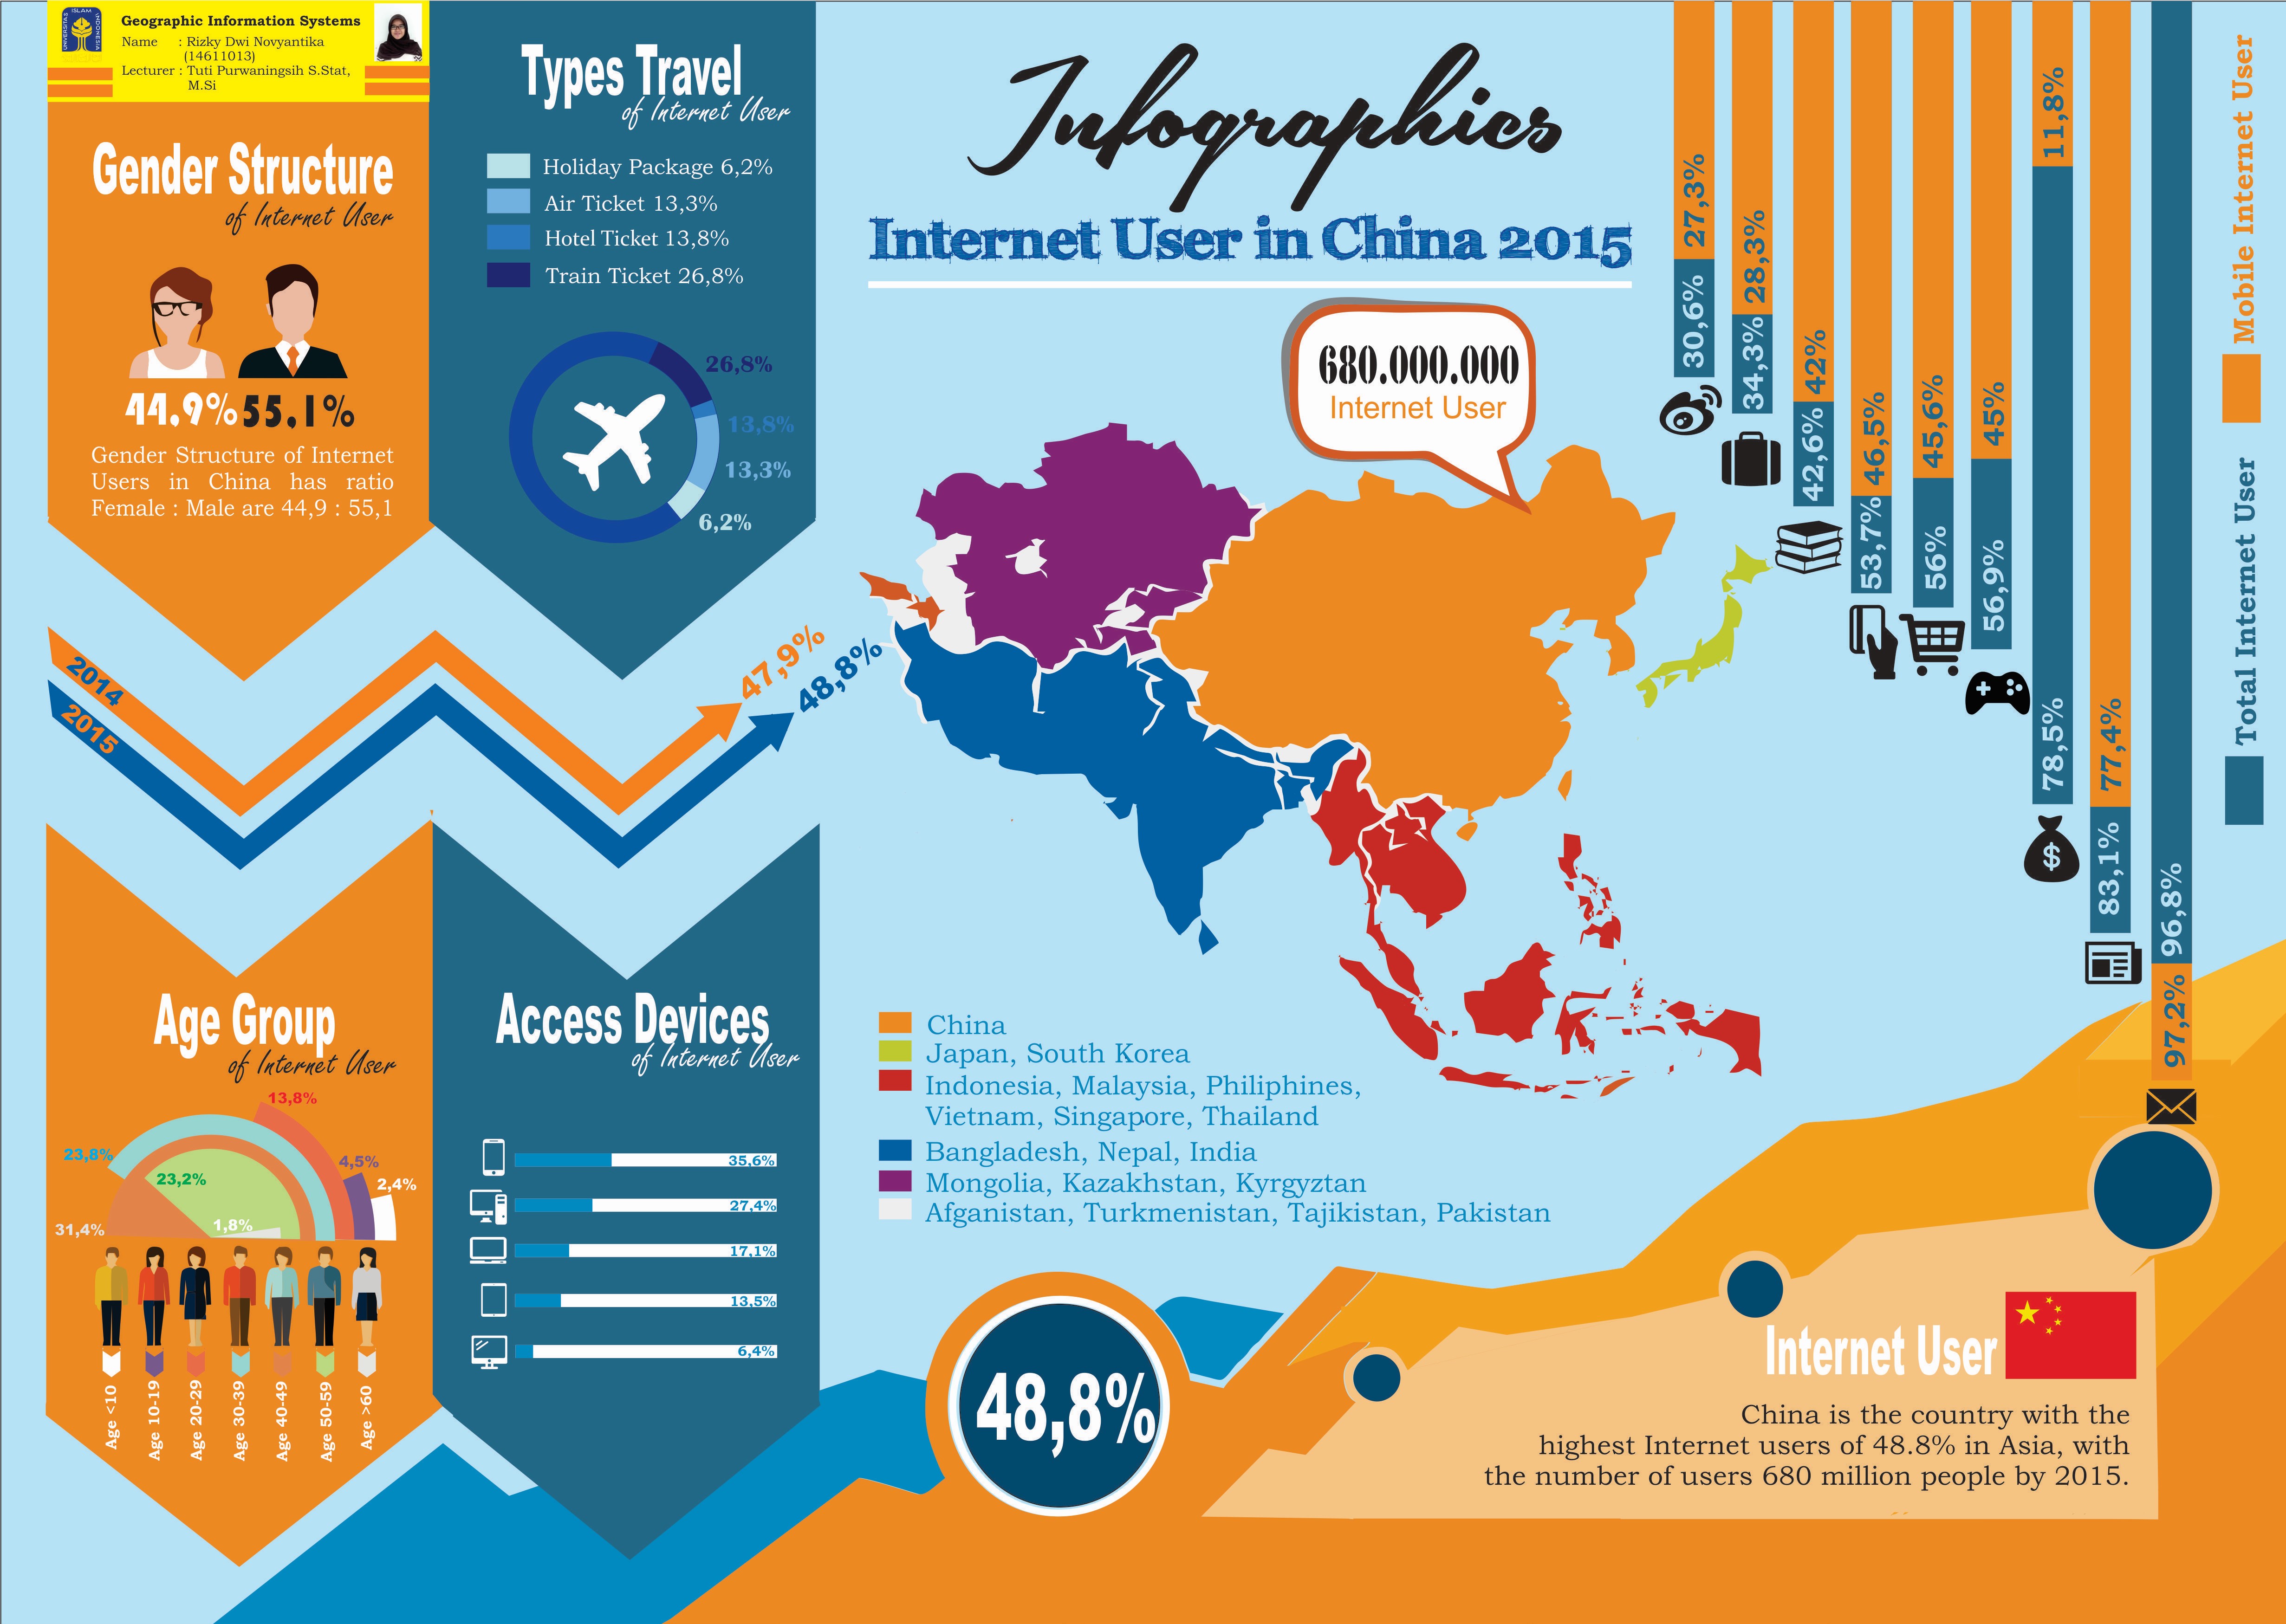 UNIVERSITAS ISLAM INDONESIA
Geographic Information Systems
Name : Rizky Dwi Novyantika
(14611013)
Lecturer : Tuti Purwaningsih S.Stat,
M.Si
Gender Structure
of Internet User
44.9% 55.1%
Gender Structure of Internet
Users in China has ratio
Female : Male are 44,9 : 55,1
Types Travel
of Internet User
Holiday Package 6,2%
Air Ticket 13,3%
Hotel Ticket 13,8%
Train Ticket 26,8%
26,8%
13,8%
13,3%
6,2%
2014
2015
47,9%
48,8%
Infographics
Internet User in China 2015
680.000.000
Internet User
27,3%
30,6%
28,3%
34,3%
42%
42,6%
46,5%
53,7%
45,6%
56%
45%
56,9%
11,8%
78,5%
77,4%
83,1%
96,8%
97,2%
Mobile Internet User
Total Internet User
Age Group
of Internet User
13,8%
23,8%
4,5%
23,2%
2,4%
31,4%
1,8%
Age <10
Age 10-19
Age 20-29
Age 30-39
Age 40-49
Age 50-59
Age >60
Access Devices
of Internet User
35,6%
27,4%
17,1%
13,5%
6,4%
China
Japan, South Korea
Indonesia, Malaysia, Philiphines,
Vietnam, Singapore, Thailand
Bangladesh, Nepal, India
Mongolia, Kazakhstan, Kyrgyztan
Afganistan, Turkmenistan, Tajikistan, Pakistan
48,8%
Internet User
China is the country with the
highest Internet users of 48.8% in Asia, with
the number of users 680 million people by 2015.